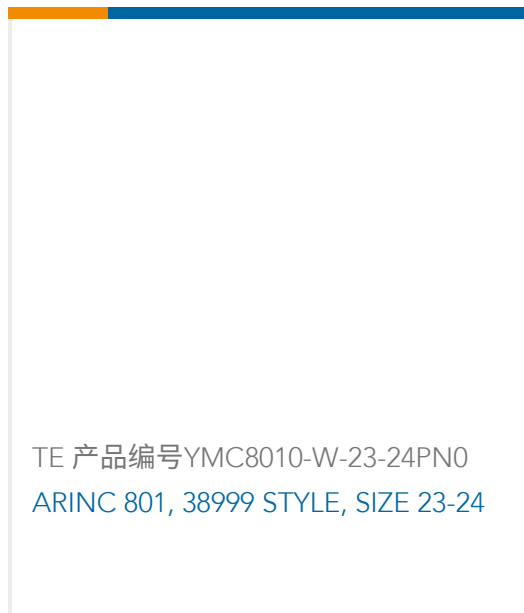 TE 产品编号YMC8010-W-23-24PN0
ARINC 801, 38999 STYLE, SIZE 23-24